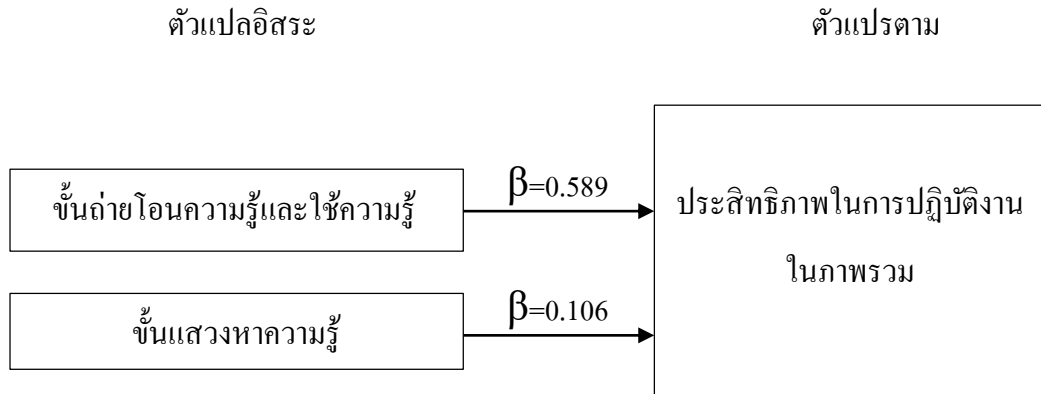 ตัวแปลอิสระ
ตัวแปรตาม
ขั้นถ่ายโอนความรู้และใช้ความรู้
β=0.589
ประสิทธิภาพในการปฏิบัติงาน
ในภาพรวม
ขั้นแสวงหาความรู้
β=0.106